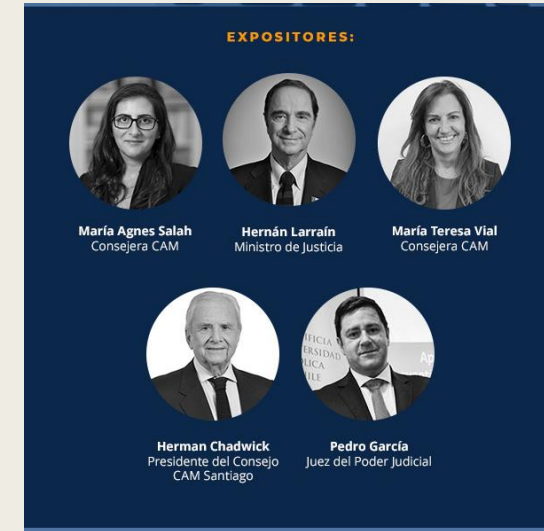 EXPOSITORES:
María Agnes Salah
Consejera CAM
Hernán Larraín
Ministro de Justicia
María Teresa Vial
Consejera CAM
Herman Chadwick
Presidente del Consejo
CAM Santiago
Pedro García
Juez del Poder Judicial